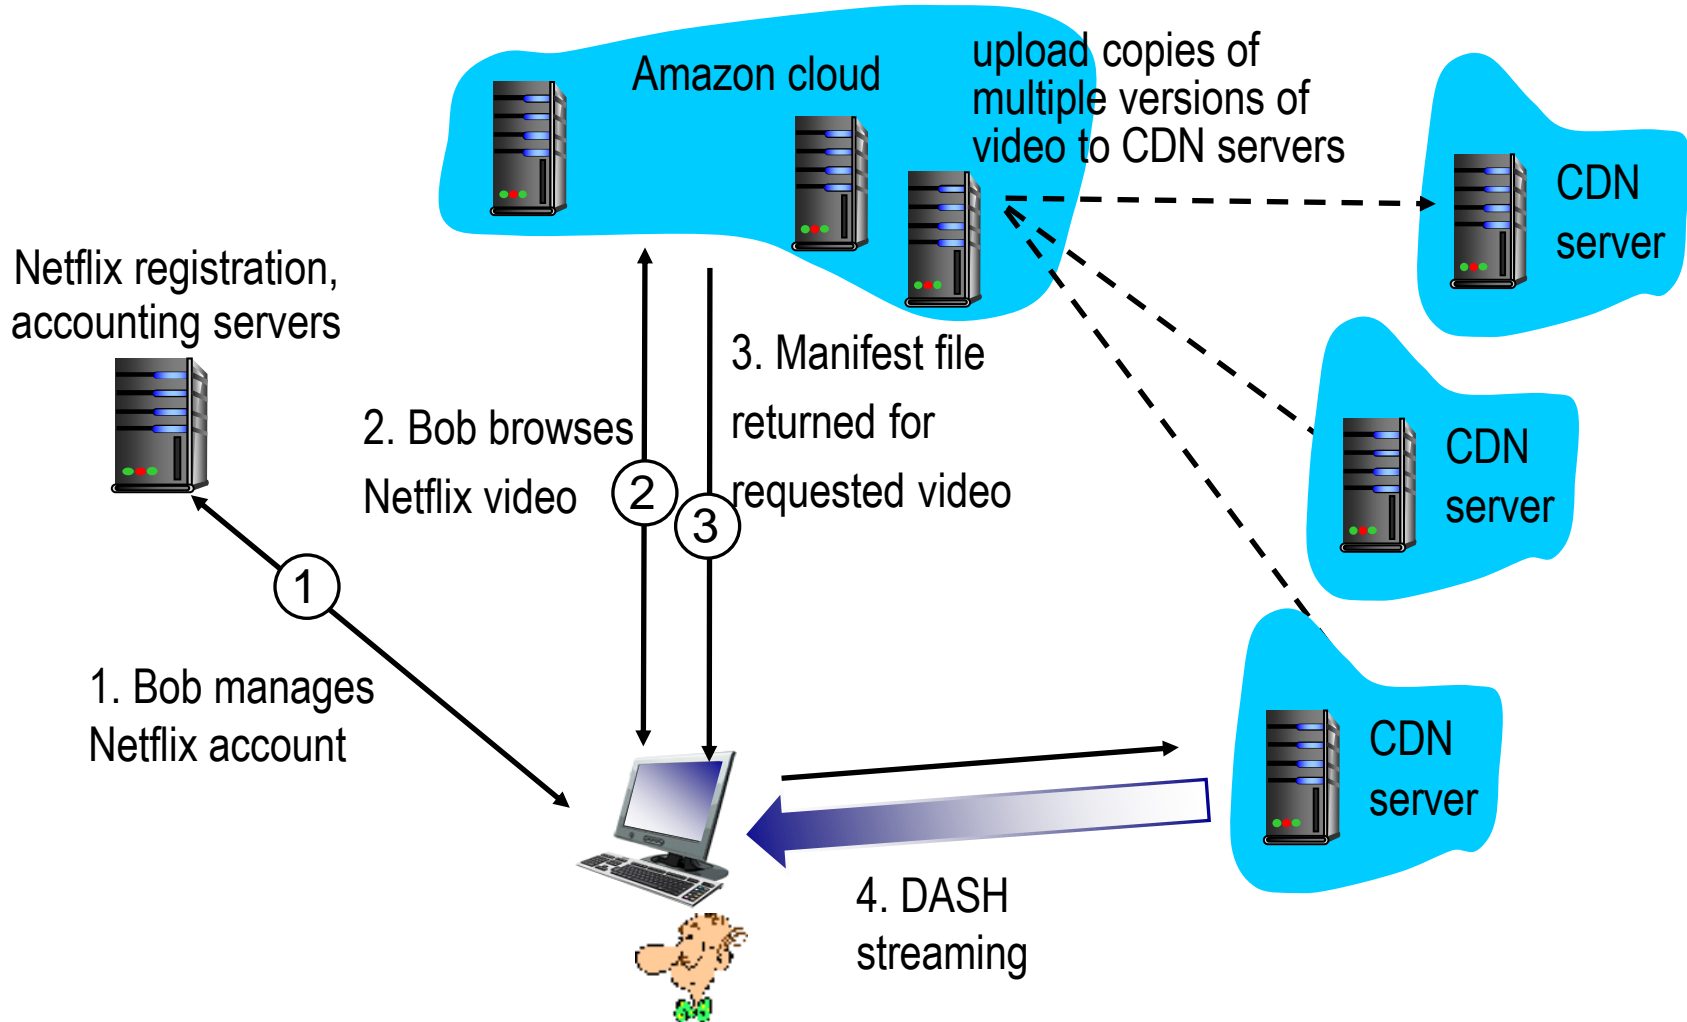 Amazon cloud
upload copies of
multiple versions of
video to CDN servers
CDN
server
Netflix registration,
accounting servers
3. Manifest file
returned for
requested video
2. Bob browses
Netflix video
2
3
CDN
server
1
1. Bob manages
Netflix account
CDN
server
4. DASH
streaming